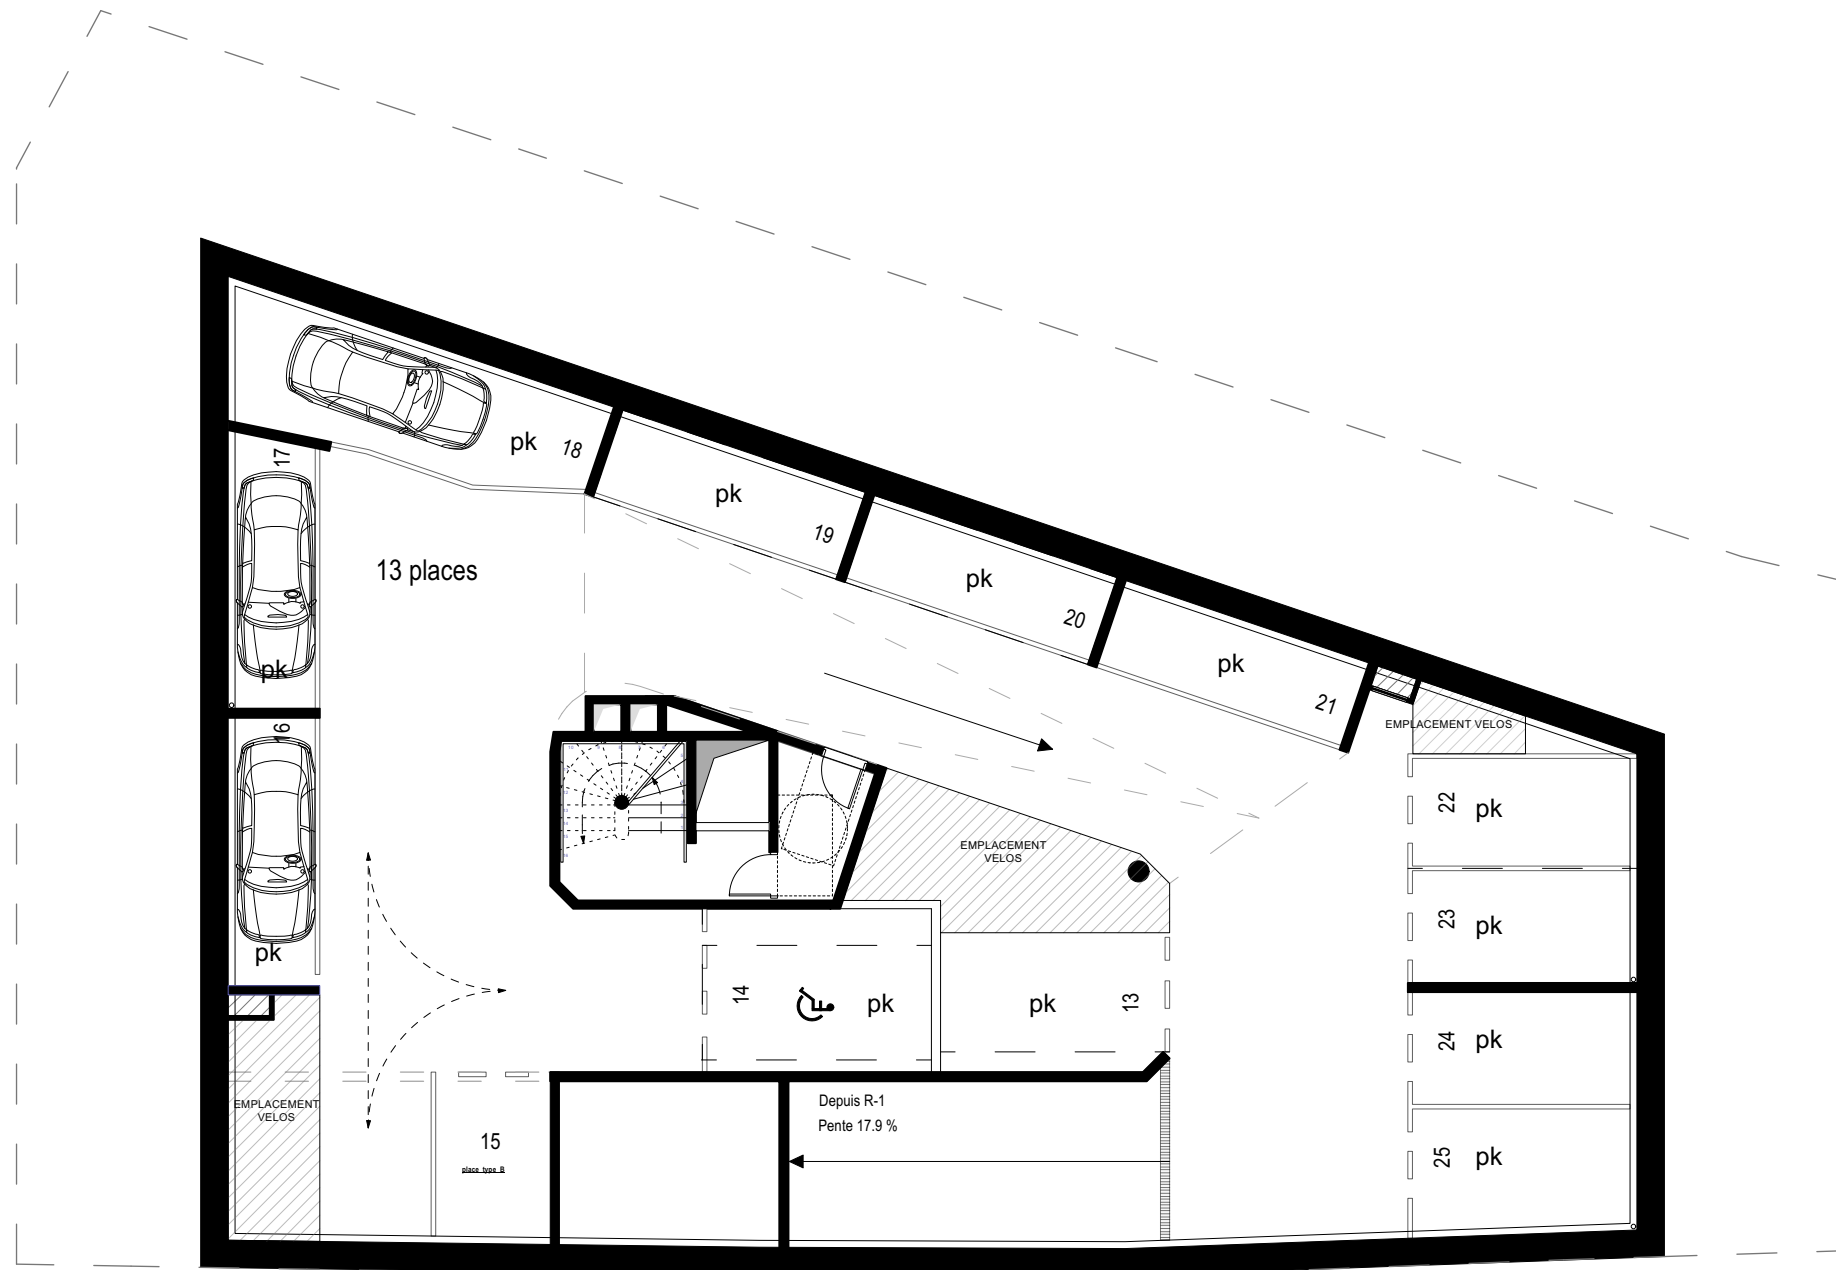 pk
18
17
pk
19
13 places
pk
20
pk
pk
21
EMPLACEMENT VELOS
16
22
pk
EMPLACEMENT
VELOS
23
pk
pk
14
pk
pk
13
24
pk
EMPLACEMENT
VELOS
Depuis R-1
Pente 17.9 %
15
place type B
25
pk